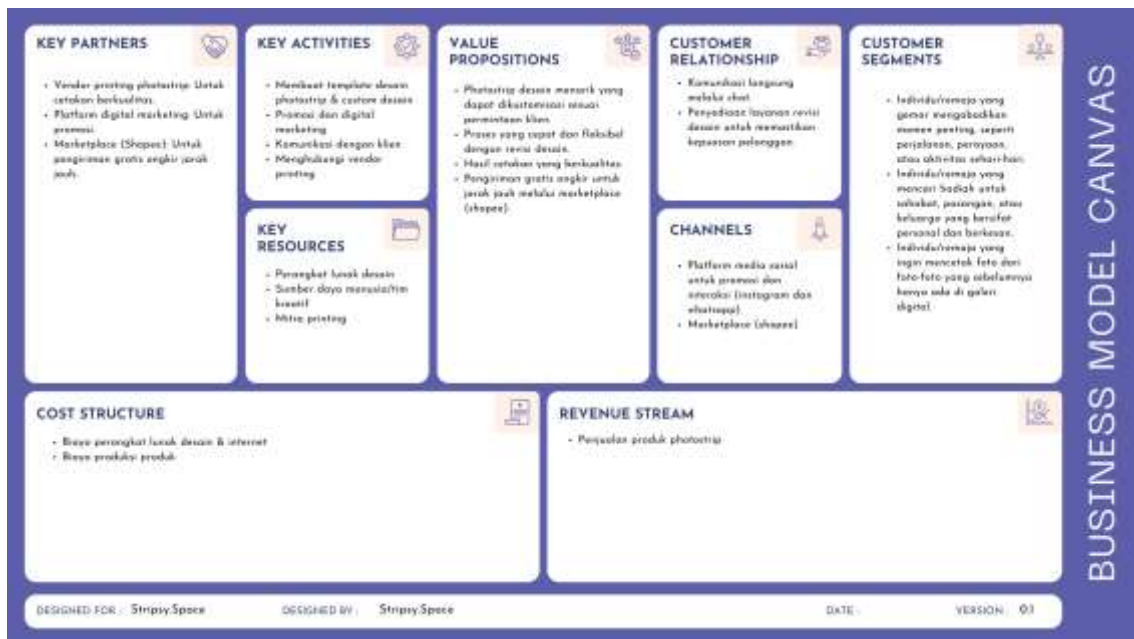 KEY PARTNERS
• Vendor printing photostrip: Untuk
cetakan berkualitas.
• Platform digital marketing: Untuk
promosi.
• Marketplace (Shopee): Untuk
pengiriman gratis ongkir jarak
jauh.
KEY ACTIVITIES
• Membuat template desain
photostrip & custom desain
• Promosi dan digital
marketing
• Komunikasi dengan klien
• Menghubungi vendor
printing
KEY
RESOURCES
• Perangkat lunak desain
• Sumber daya manusia/tim
kreatif
• Mitra printing
VALUE
PROPOSITIONS
• Photostrip desain menarik yang
dapat dikustomisasi sesuai
permintaan klien.
• Proses yang cepat dan fleksibel
dengan revisi desain.
• Hasil cetakan yang berkualitas
• Pengiriman gratis ongkir untuk
jarak jauh melalui marketplace
(shopee)
CUSTOMER
RELATIONSHIP
• Komunikasi langsung
melalui chat.
• Penyediaan layanan revisi
desain untuk memastikan
kepuasan pelanggan.
CHANNELS
• Platform media sosial
untuk promosi dan
interaksi (instagram dan
whatsapp)
• Marketplace (shopee)
CUSTOMER
SEGMENTS
• Individu/remaja yang
gemar mengabadikan
momen penting, seperti
perjalanan, perayaan,
atau aktivitas sehari-hari.
• Individu/remaja yang
mencari hadiah untuk
sahabat, pasangan, atau
keluarga yang bersifat
personal dan berkesan.
• Individu/remaja yang
ingin mencetak foto dari
foto-foto yang sebelumnya
hanya ada di galeri
digital.
COST STRUCTURE
• Biaya perangkat lunak desain & internet
• Biaya produksi produk
REVENUE STREAM
• Penjualan produk photostrip
BUSINESS MODEL CANVAS
DESIGNED FOR : Stripsy.Space
DESIGNED BY : Stripsy.Space
DATE :
VERSION : 0.1